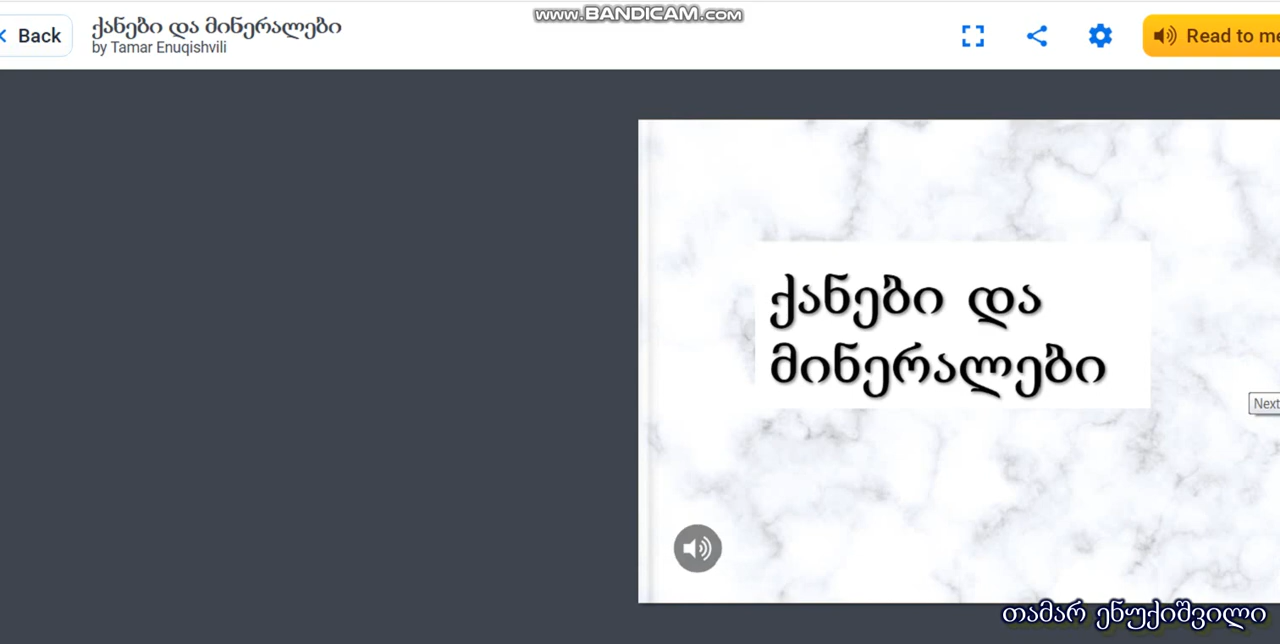 www.BANDICAM.com
Back
ქანები და მინერალები
by Tamar Enuqishvili
Read to me
ქანები და
მინერალები
Next
თამარ ენუქიშვილი